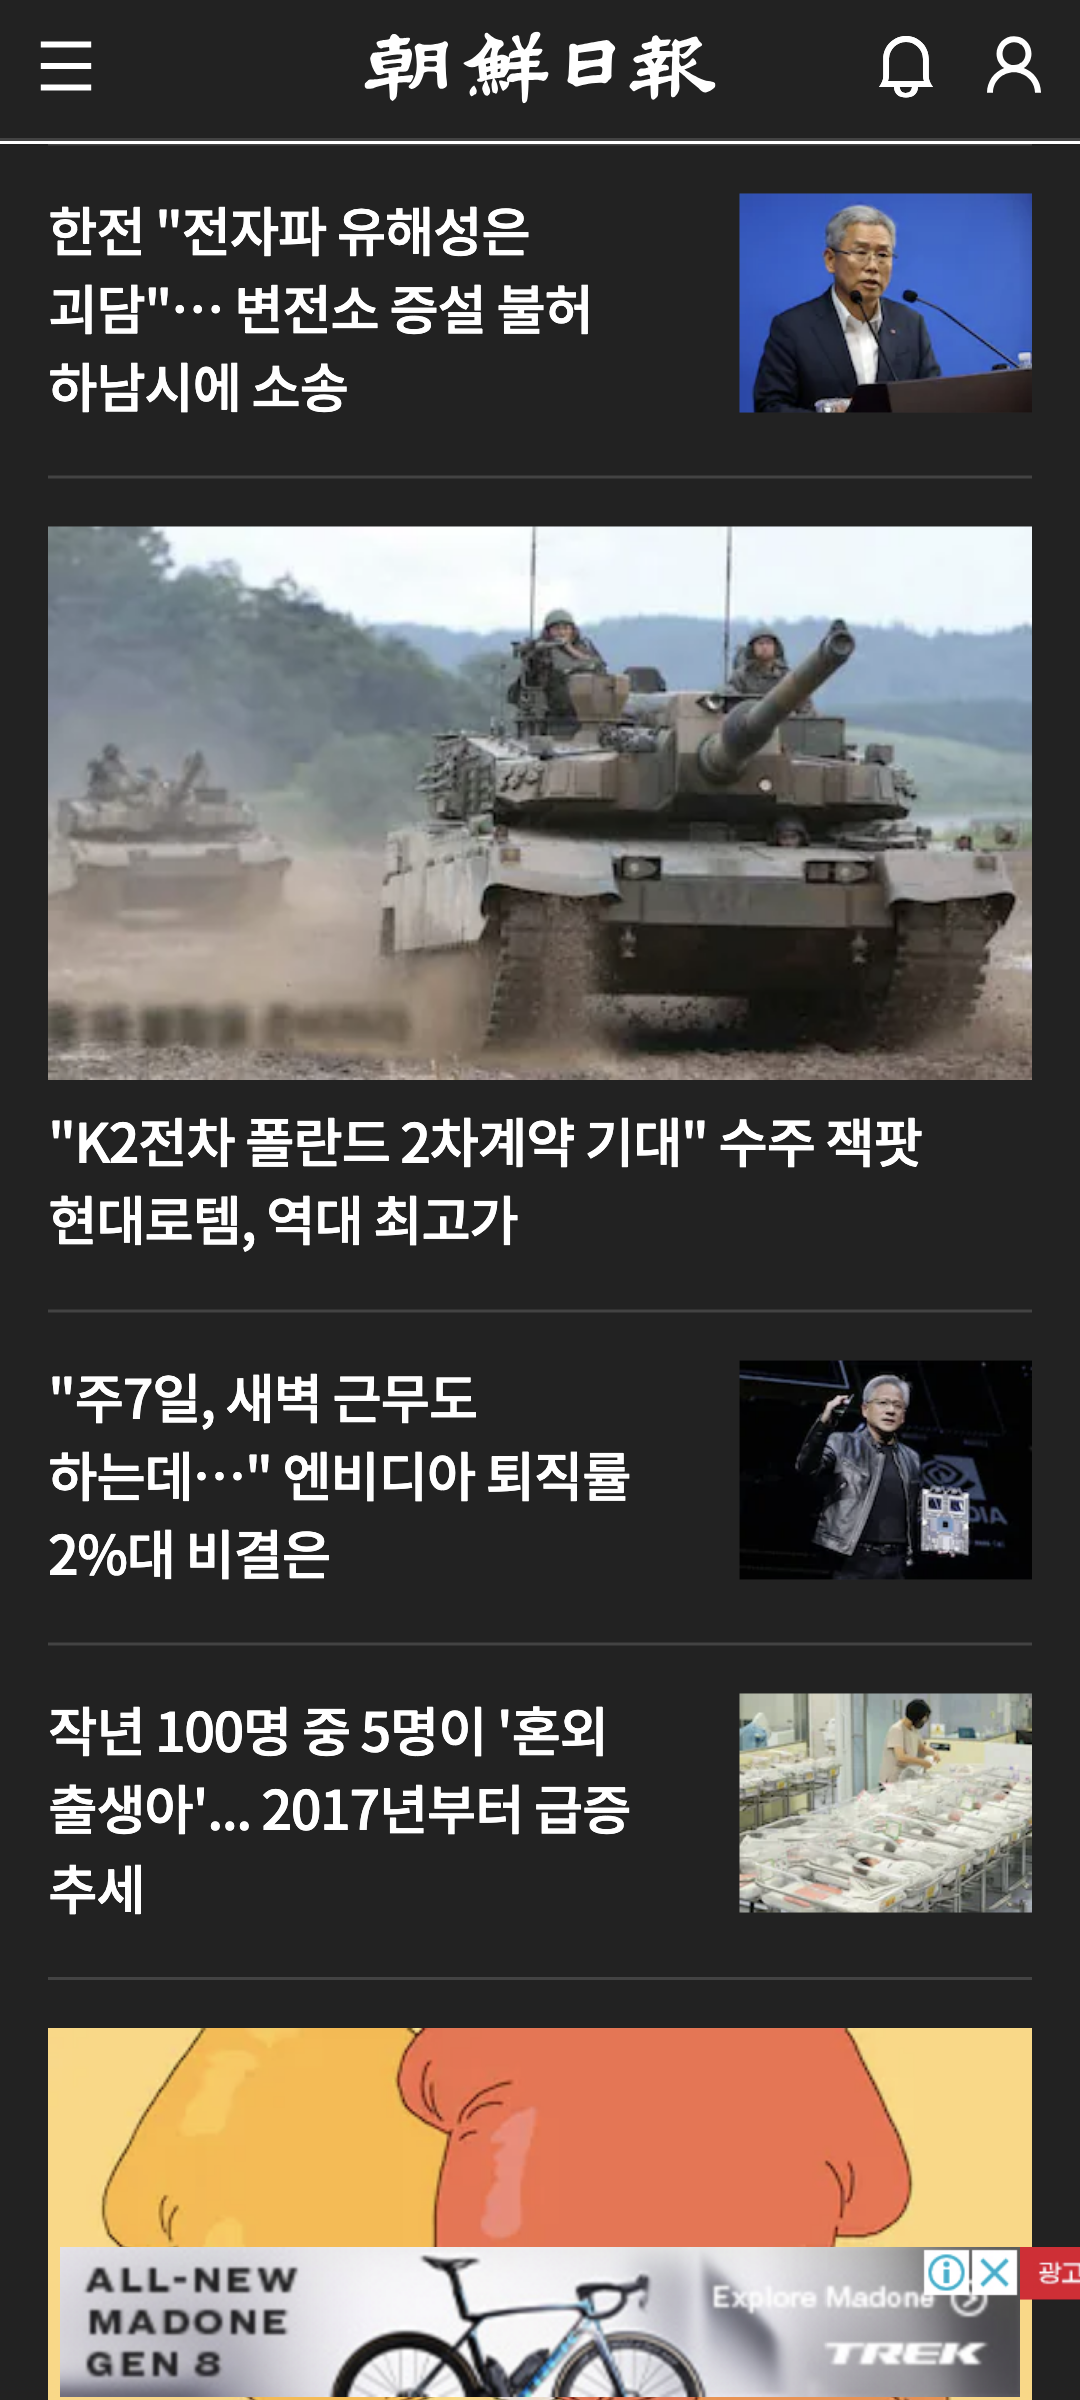 朝鮮日報
한전 "전자파 유해성은
괴담"… 변전소 증설 불허
하남시에 소송
"K2전차 폴란드 2차계약 기대" 수주 잭팟
현대로템, 역대 최고가
"주7일, 새벽 근무도
하는데…" 엔비디아 퇴직률
2%대 비결은
작년 100명 중 5명이 '혼외
출생아'... 2017년부터 급증
추세
ALL-NEW
MADONE
GEN 8
Explore Madone
TREK
광고